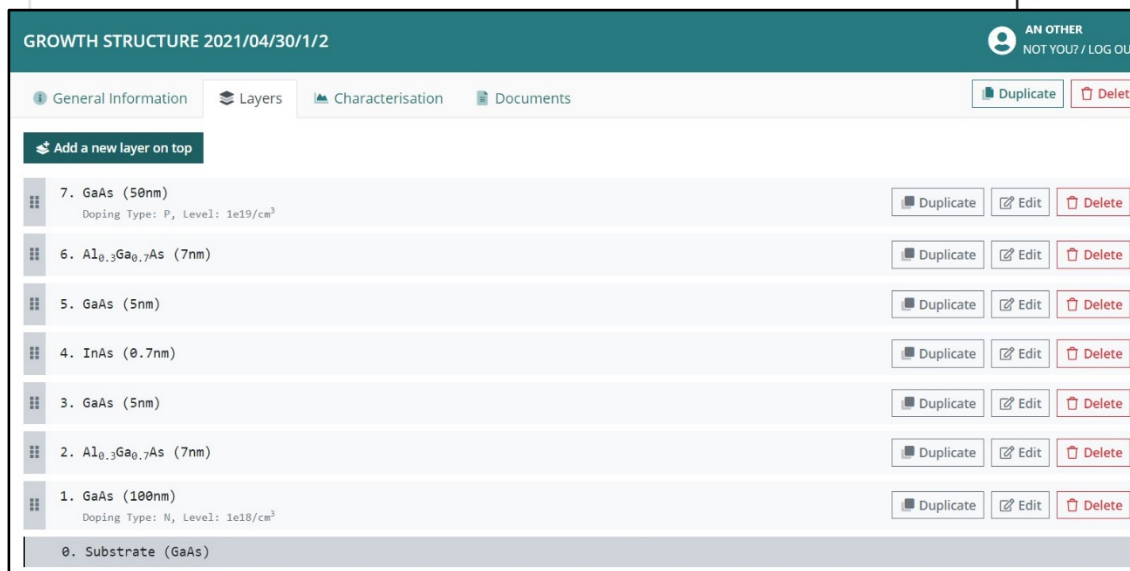 GROWTH STRUCTURE 2021/04/30/1/2
AN OTHER
NOT YOU? / LOG OU
General Information Layers Characterisation Documents Duplicate Delet
Add a new layer on top
7. GaAs (50nm) Duplicate Edit Delete
Doping Type: P, Level: 1e19/cm³
6. Al₀.₃Ga₀.₇As (7nm) Duplicate Edit Delete
5. GaAs (5nm) Duplicate Edit Delete
4. InAs (0.7nm) Duplicate Edit Delete
3. GaAs (5nm) Duplicate Edit Delete
2. Al₀.₃Ga₀.₇As (7nm) Duplicate Edit Delete
1. GaAs (100nm) Duplicate Edit Delete
Doping Type: N, Level: 1e18/cm³
0. Substrate (GaAs)